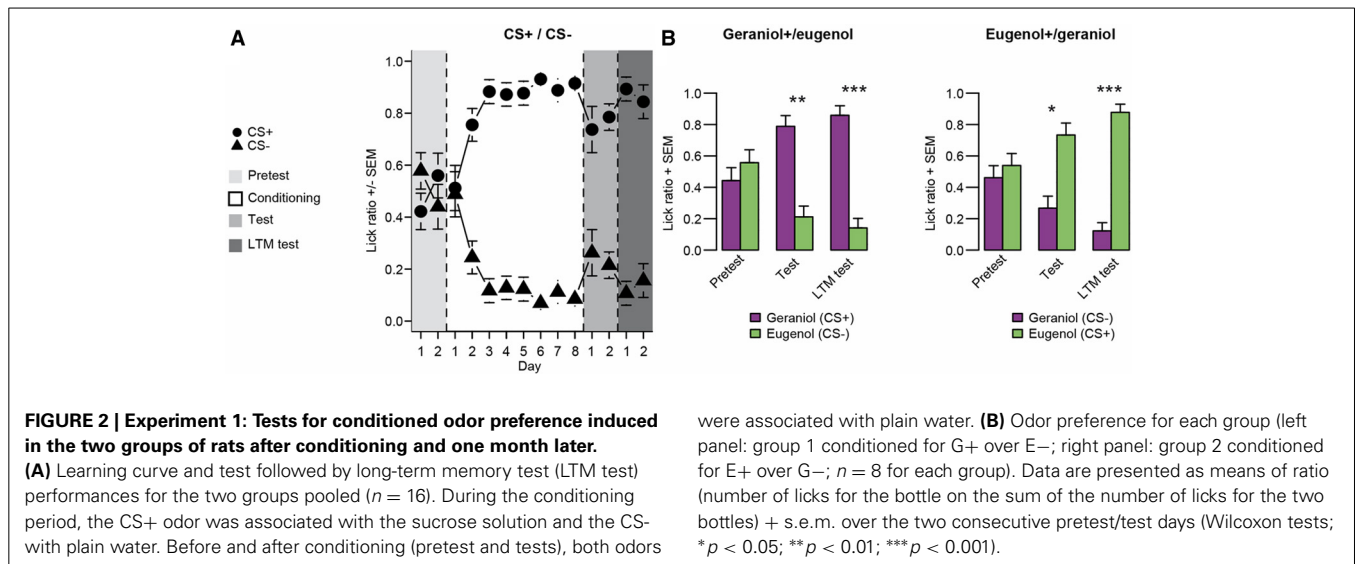 A
CS+ / CS-
Lick ratio +/- SEM
1.0
0.8
0.6
0.4
0.2
0.0
1 2 1 2 3 4 5 6 7 8 1 2 1 2
Day
CS+
CS-
Pretest
Conditioning
Test
LTM test
B
Geraniol+/eugenol
Lick ratio + SEM
1.0
0.8
0.6
0.4
0.2
0.0
**
***
Pretest
Test
LTM test
Geraniol (CS+)
Eugenol (CS-)
Eugenol+/geraniol
Lick ratio + SEM
1.0
0.8
0.6
0.4
0.2
0.0
*
***
Pretest
Test
LTM test
Geraniol (CS-)
Eugenol (CS+)
FIGURE 2 | Experiment 1: Tests for conditioned odor preference induced
in the two groups of rats after conditioning and one month later.
(A) Learning curve and test followed by long-term memory test (LTM test)
performances for the two groups pooled (n = 16). During the conditioning
period, the CS+ odor was associated with the sucrose solution and the CS-
with plain water. Before and after conditioning (pretest and tests), both odors
were associated with plain water. (B) Odor preference for each group (left
panel: group 1 conditioned for G+ over E−; right panel: group 2 conditioned
for E+ over G−; n = 8 for each group). Data are presented as means of ratio
(number of licks for the bottle on the sum of the number of licks for the two
bottles) + s.e.m. over the two consecutive pretest/test days (Wilcoxon tests;
*p < 0.05; **p < 0.01; ***p < 0.001).